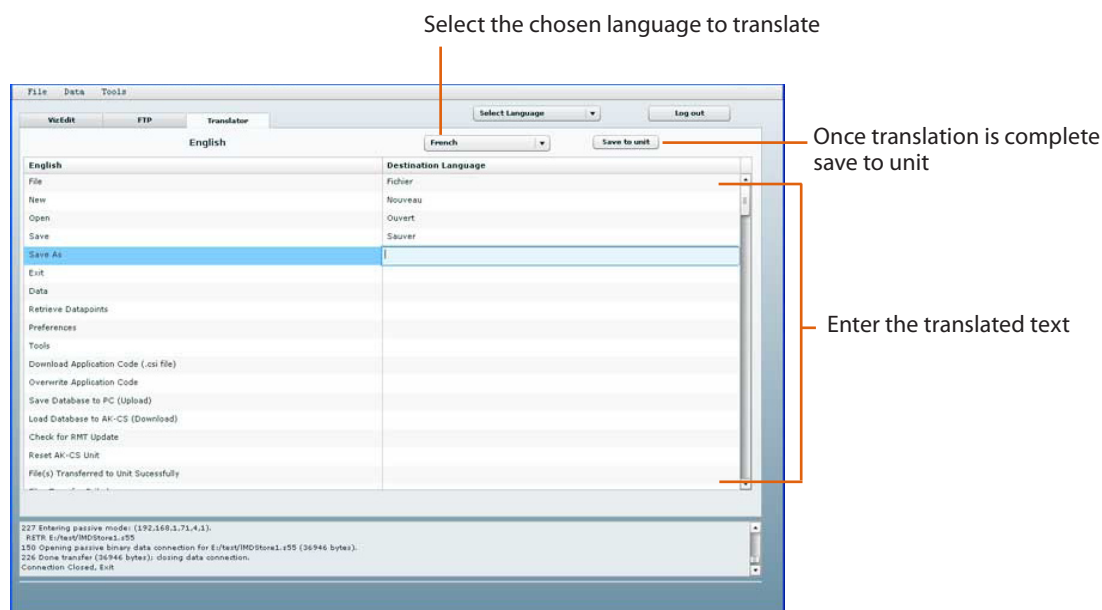 Select the chosen language to translate
File Data Tools
Select Language
Log out
VizEdit FTP Translator
English
French
Save to unit
Once translation is complete
save to unit
English Destination Language
File Fichier
New Nouveau
Open Ouvert
Save Sauver
Save As
Exit
Data
Retrieve Datapoints
Preferences
Enter the translated text
Tools
Download Application Code (.csi file)
Overwrite Application Code
Save Database to PC (Upload)
Load Database to AK-CS (Download)
Check for RMT Update
Reset AK-CS Unit
File(s) Transferred to Unit Sucessfully
227 Entering passive mode: (192,168,1,71,4,1).
RETR E:/test/IMDStore1.s55
150 Opening passive binary data connection for E:/test/IMDStore1.s55 (36946 bytes).
226 Done transfer (36946 bytes); closing data connection.
Connection Closed, Exit